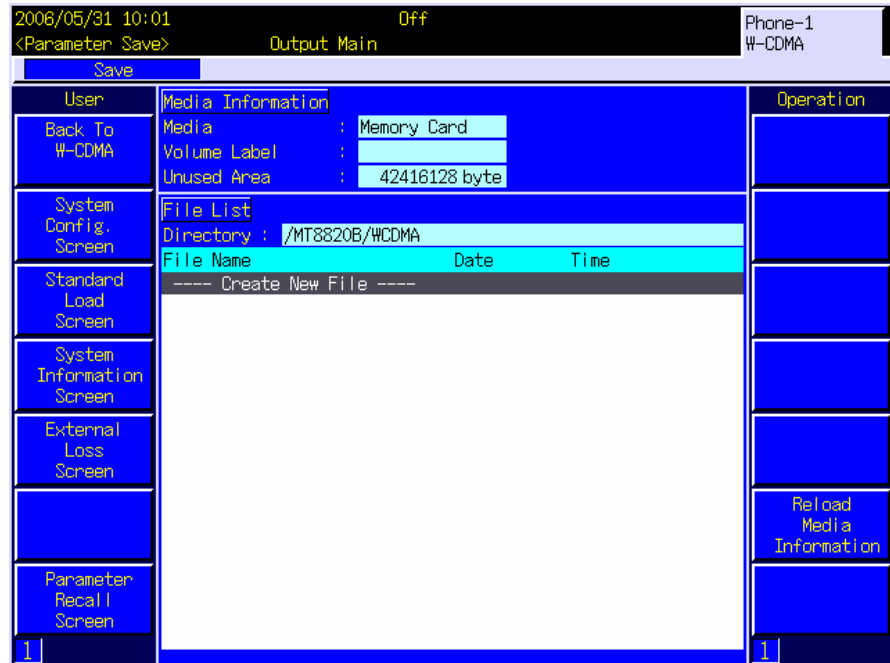 2006/05/31 10:01 Off
<Parameter Save> Output Main
Phone-1
W-CDMA
Save
User
Back To
W-CDMA
System
Config.
Screen
Standard
Load
Screen
System
Information
Screen
External
Loss
Screen
Parameter
Recall
Screen
1
Media Information
Media : Memory Card
Volume Label :
Unused Area : 42416128 byte
File List
Directory : /MT8820B/WCDMA
File Name Date Time
---- Create New File ----
Operation
Reload
Media
Information
1